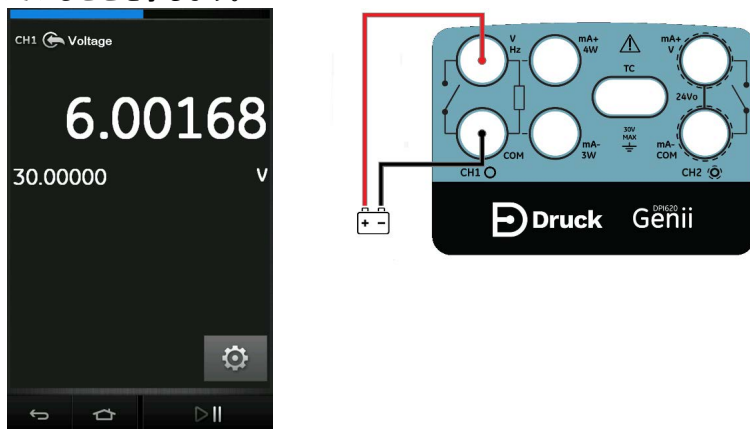 CH1 Voltage
6.00168
30.00000 V
V
Hz
mA+
4W
mA+
V
TC
24Vo
30V
MAX
COM
mA-
3W
mA-
COM
CH1
CH2
+ -
Druck
DPI620
Genii